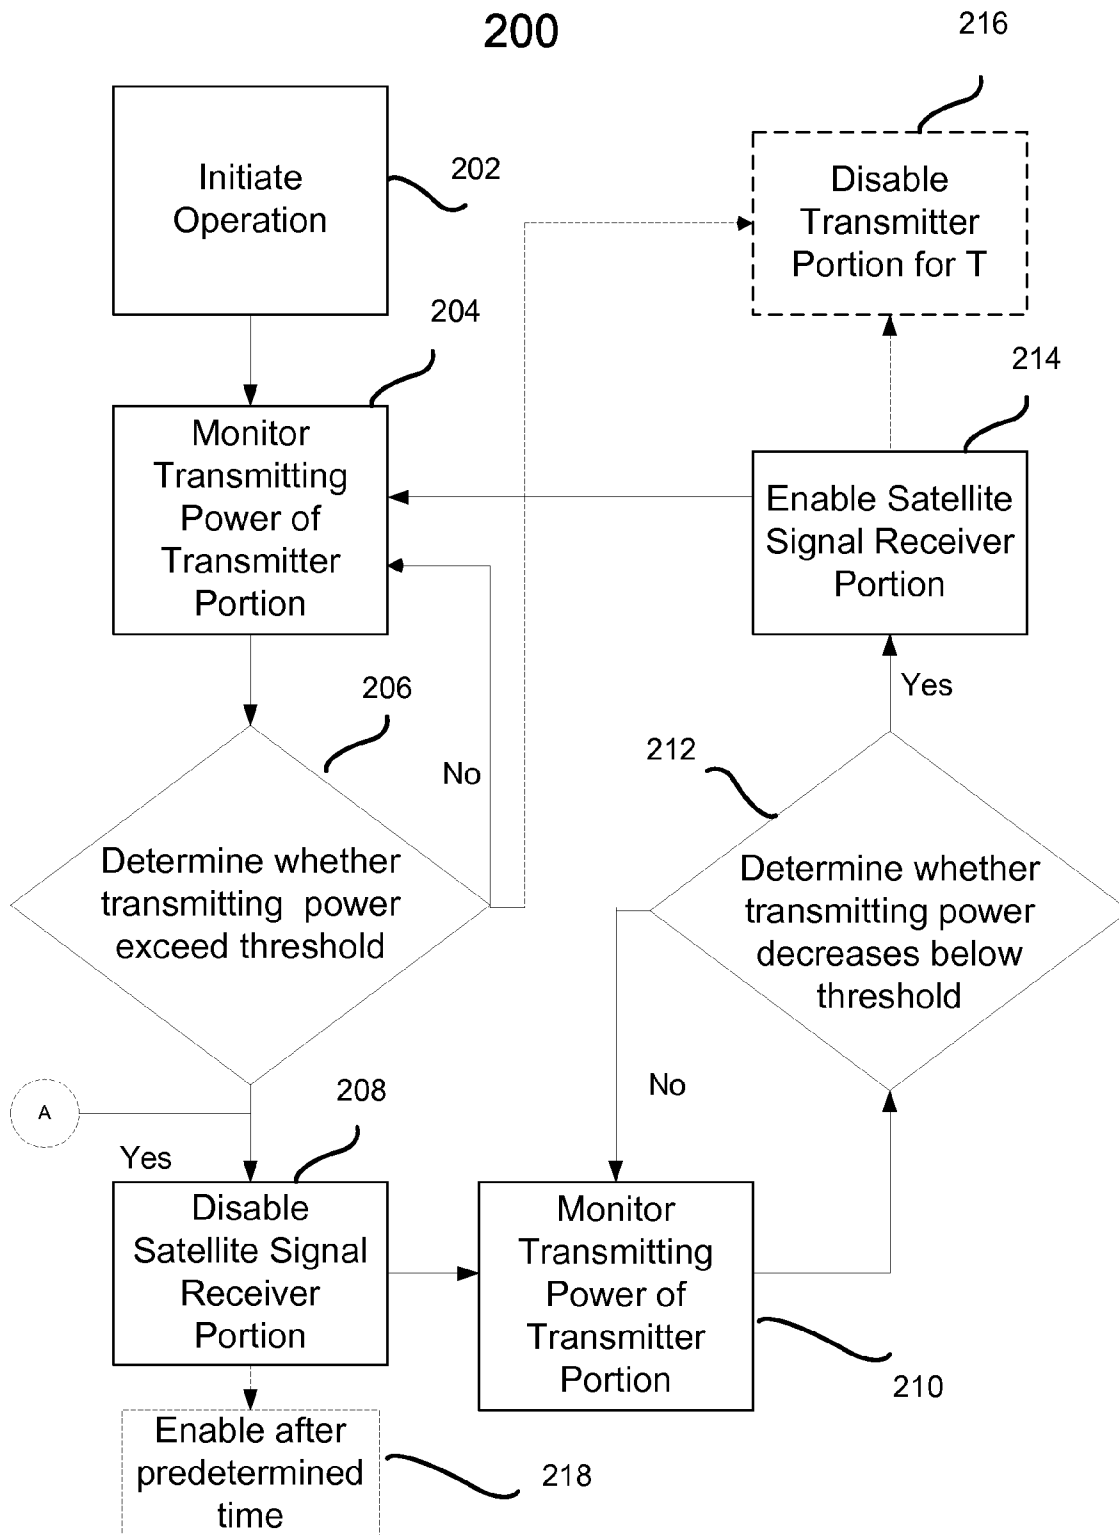 200
216
Initiate
Operation
202
Disable
Transmitter
Portion for T
204
214
Monitor
Transmitting
Power of
Transmitter
Portion
Enable Satellite
Signal Receiver
Portion
206
Yes
212
No
Determine whether
transmitting power
exceed threshold
Determine whether
transmitting power
decreases below
threshold
A
208
No
Yes
Disable
Satellite Signal
Receiver
Portion
Monitor
Transmitting
Power of
Transmitter
Portion
210
Enable after
predetermined
time
218